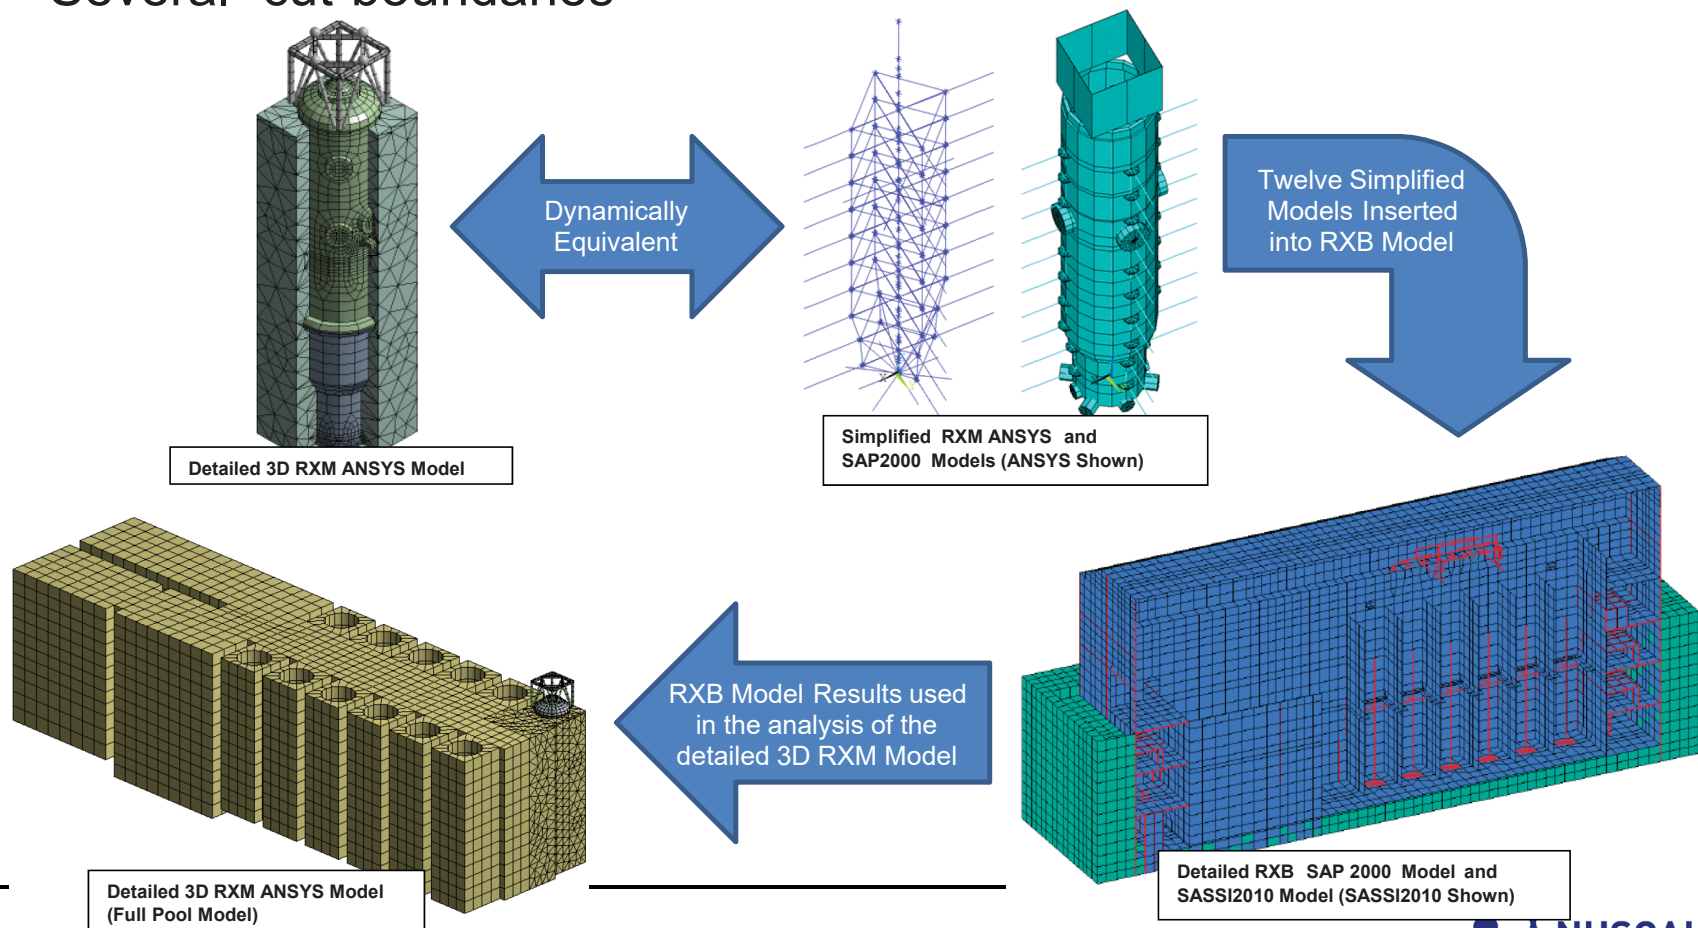 cut boundaries
Dynamically
Equivalent
Twelve Simplified
Models Inserted
into RXB Model
Detailed 3D RXM ANSYS Model
Simplified RXM ANSYS and
SAP2000 Models (ANSYS Shown)
RXB Model Results used
in the analysis of the
detailed 3D RXM Model
Detailed 3D RXM ANSYS Model
(Full Pool Model)
Detailed RXB SAP 2000 Model and
SASSI2010 Model (SASSI2010 Shown)